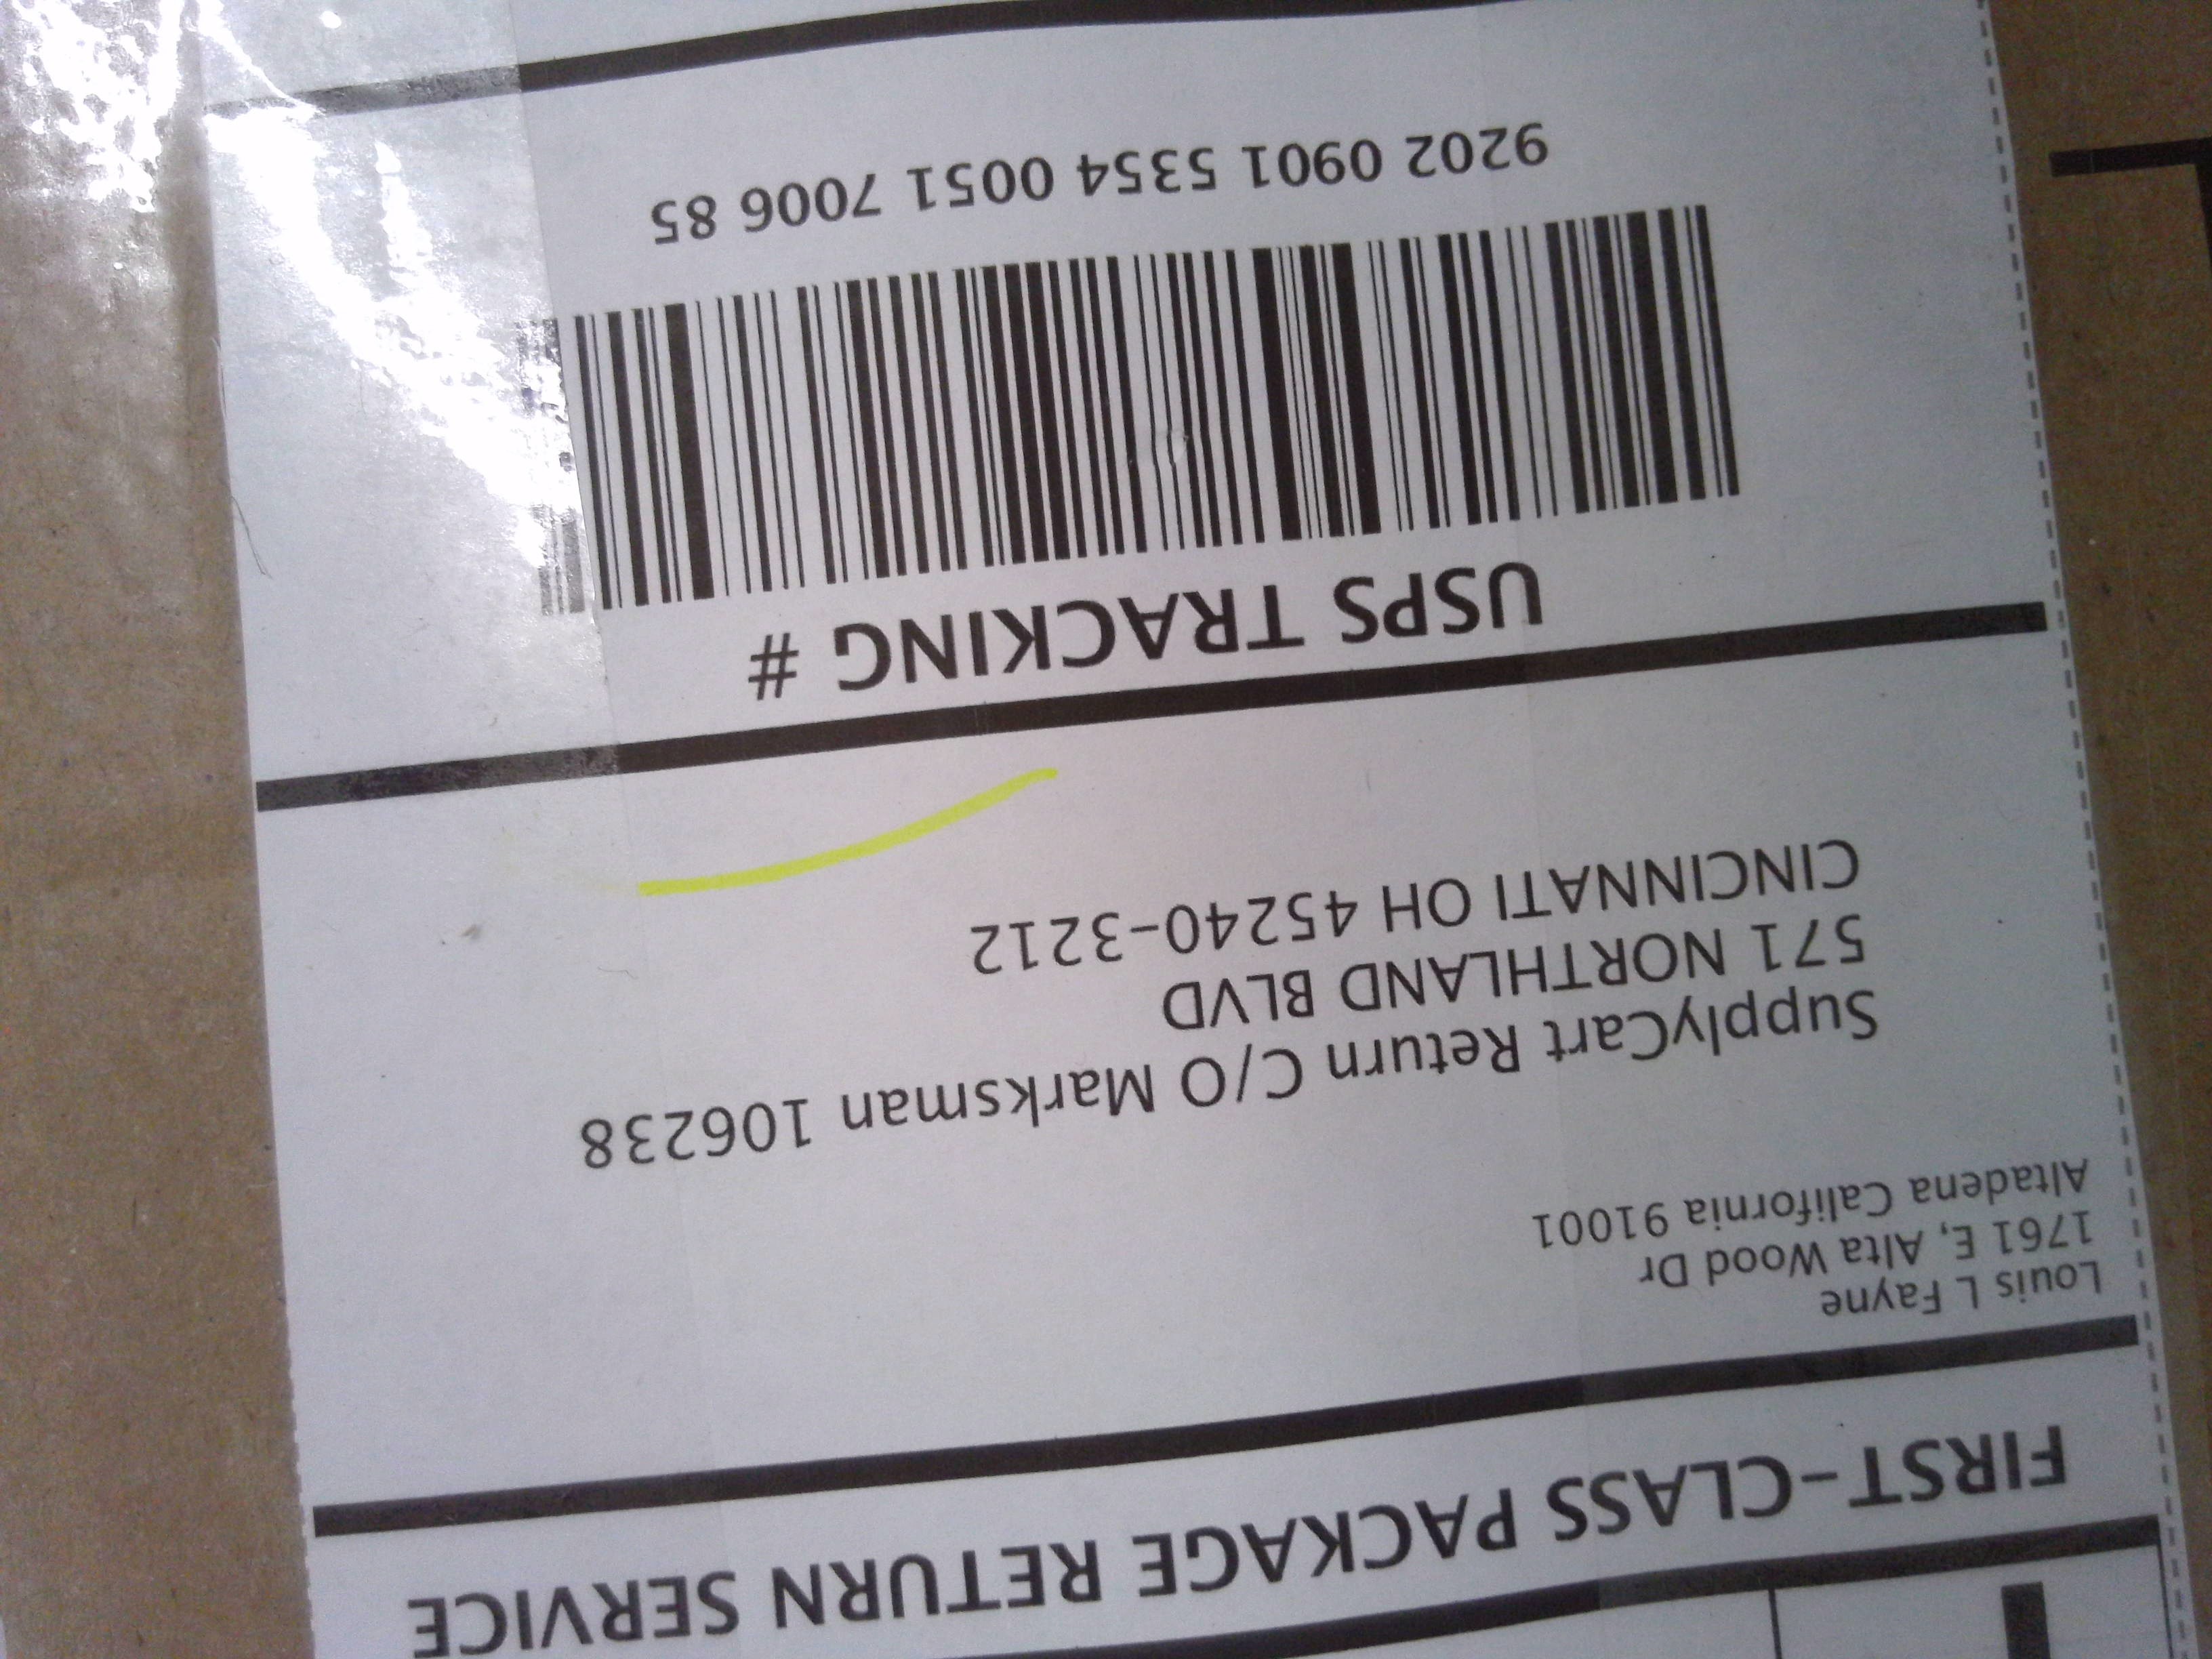 FIRST-CLASS PACKAGE RETURN SERVICE
Louis L Fayne
1761 E, Alta Wood Dr
Altadena California 91001
SupplyCart Return C/O Marksman 106238
571 NORTHLAND BLVD
CINCINNATI OH 45240-3212
USPS TRACKING #
9202 0901 5354 0051 7006 85